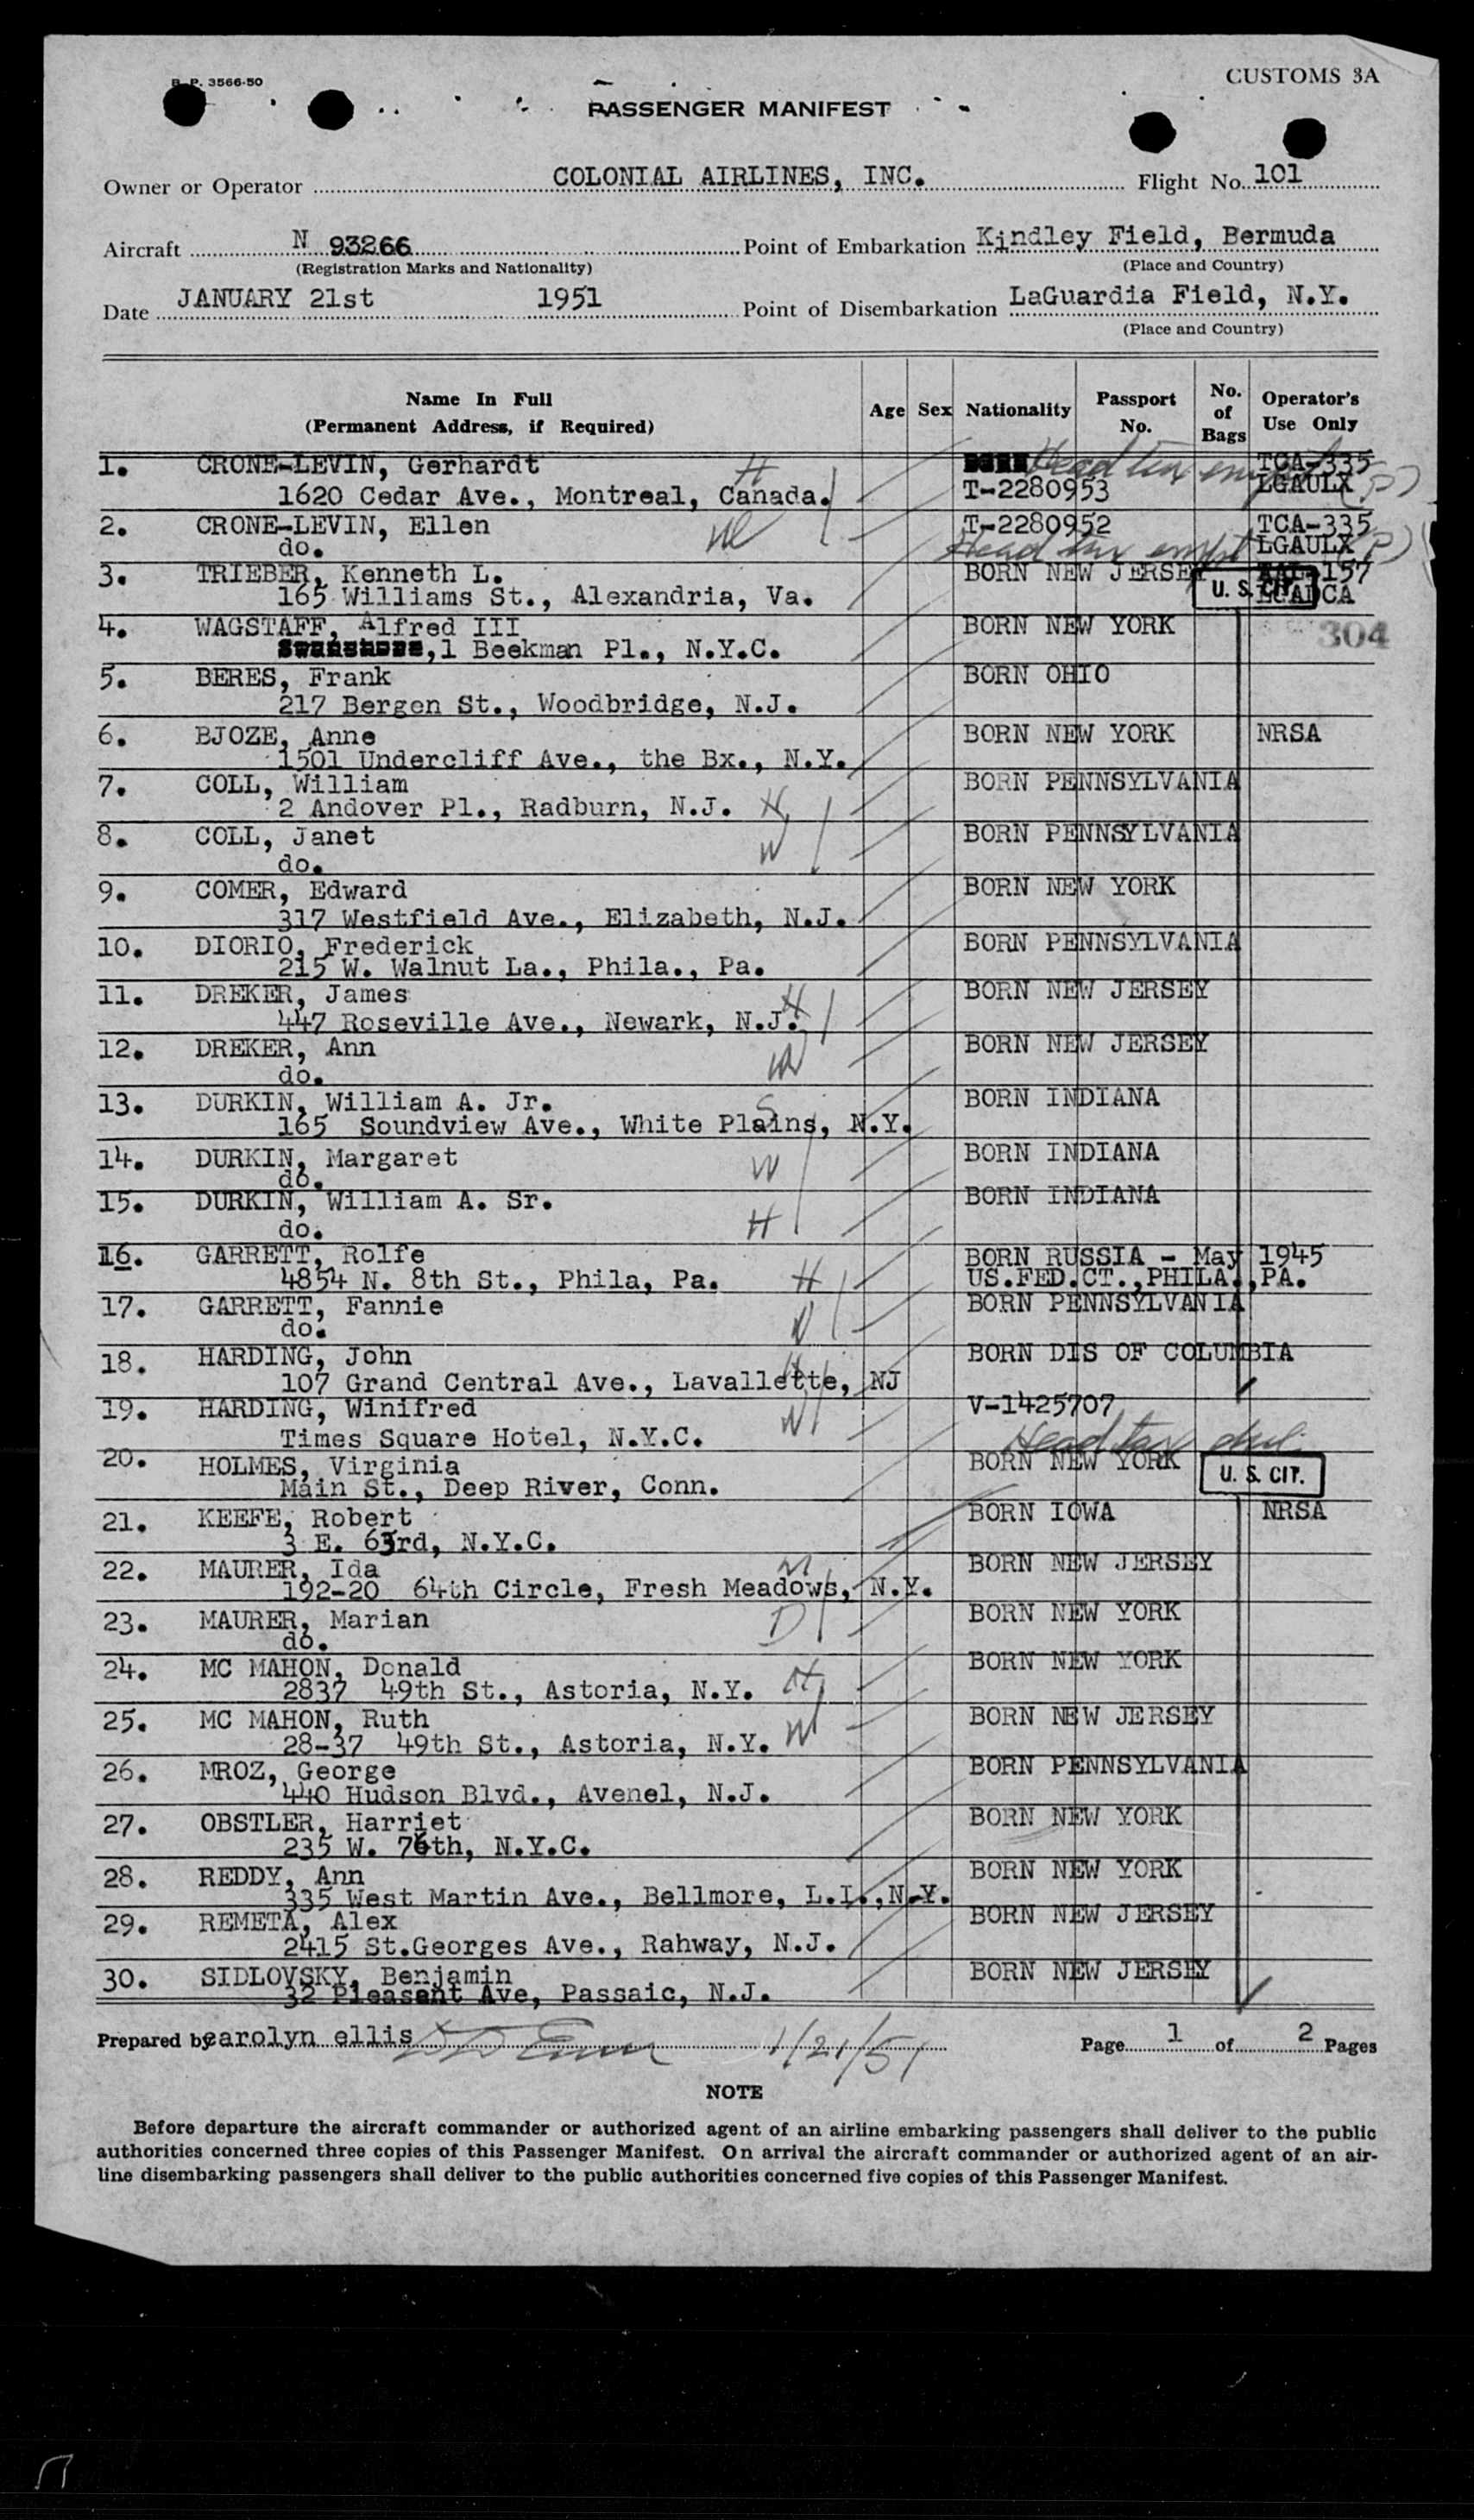 B. P. 3566-50
CUSTOMS 3A
PASSENGER MANIFEST
Owner or Operator COLONIAL AIRLINES, INC. Flight No. 101
Aircraft N 93266 Point of Embarkation Kindley Field, Bermuda
(Registration Marks and Nationality) (Place and Country)
Date JANUARY 21st 1951 Point of Disembarkation LaGuardia Field, N.Y.
(Place and Country)
Name In Full (Permanent Address, if Required) Age Sex Nationality Passport No. No. of Bags Operator's Use Only
1. CRONE-LEVIN, Gerhardt Head tax TCA-335
1620 Cedar Ave., Montreal, Canada. H T-2280953 LGAULX (P)
2. CRONE-LEVIN, Ellen T-2280952 TCA-335
do. Head tax LGAULX (P)
3. TRIEBER, Kenneth L. BORN NEW JERSEY 157
165 Williams St., Alexandria, Va. U. S. CIT.
4. WAGSTAFF, Alfred III BORN NEW YORK 304
, 1 Beekman Pl., N.Y.C.
5. BERES, Frank BORN OHIO
217 Bergen St., Woodbridge, N.J.
6. BJOZE, Anne BORN NEW YORK NRSA
1501 Undercliff Ave., the Bx., N.Y.
7. COLL, William BORN PENNSYLVANIA
2 Andover Pl., Radburn, N.J. H
8. COLL, Janet BORN PENNSYLVANIA
do. W
9. COMER, Edward BORN NEW YORK
317 Westfield Ave., Elizabeth, N.J.
10. DIORIO, Frederick BORN PENNSYLVANIA
215 W. Walnut La., Phila., Pa.
11. DREKER, James BORN NEW JERSEY
447 Roseville Ave., Newark, N.J. H
12. DREKER, Ann BORN NEW JERSEY
do. W
13. DURKIN, William A. Jr. S BORN INDIANA
165 Soundview Ave., White Plains, N.Y.
14. DURKIN, Margaret W BORN INDIANA
do.
15. DURKIN, William A. Sr. BORN INDIANA
do. H
16. GARRETT, Rolfe BORN RUSSIA - May 1945
4854 N. 8th St., Phila, Pa. H US.FED.CT.,PHILA.,PA.
17. GARRETT, Fannie BORN PENNSYLVANIA
do. W
18. HARDING, John BORN DIS OF COLUMBIA
107 Grand Central Ave., Lavallette, NJ H
19. HARDING, Winifred W V-1425707
Times Square Hotel, N.Y.C. Head tax
20. HOLMES, Virginia BORN NEW YORK U. S. CIT.
Main St., Deep River, Conn.
21. KEEFE, Robert BORN IOWA NRSA
3 E. 63rd, N.Y.C.
22. MAURER, Ida M BORN NEW JERSEY
192-20 64th Circle, Fresh Meadows, N.Y.
23. MAURER, Marian D BORN NEW YORK
do.
24. MC MAHON, Donald BORN NEW YORK
2837 49th St., Astoria, N.Y. H
25. MC MAHON, Ruth BORN NEW JERSEY
28-37 49th St., Astoria, N.Y. W
26. MROZ, George BORN PENNSYLVANIA
440 Hudson Blvd., Avenel, N.J.
27. OBSTLER, Harriet BORN NEW YORK
235 W. 76th, N.Y.C.
28. REDDY, Ann BORN NEW YORK
335 West Martin Ave., Bellmore, L.I.,N.Y.
29. REMETA, Alex BORN NEW JERSEY
2415 St.Georges Ave., Rahway, N.J.
30. SIDLOVSKY, Benjamin BORN NEW JERSEY
32 Pleasant Ave, Passaic, N.J.
Prepared by carolyn ellis 1/21/51 Page 1 of 2 Pages
NOTE
Before departure the aircraft commander or authorized agent of an airline embarking passengers shall deliver to the public
authorities concerned three copies of this Passenger Manifest. On arrival the aircraft commander or authorized agent of an air-
line disembarking passengers shall deliver to the public authorities concerned five copies of this Passenger Manifest.